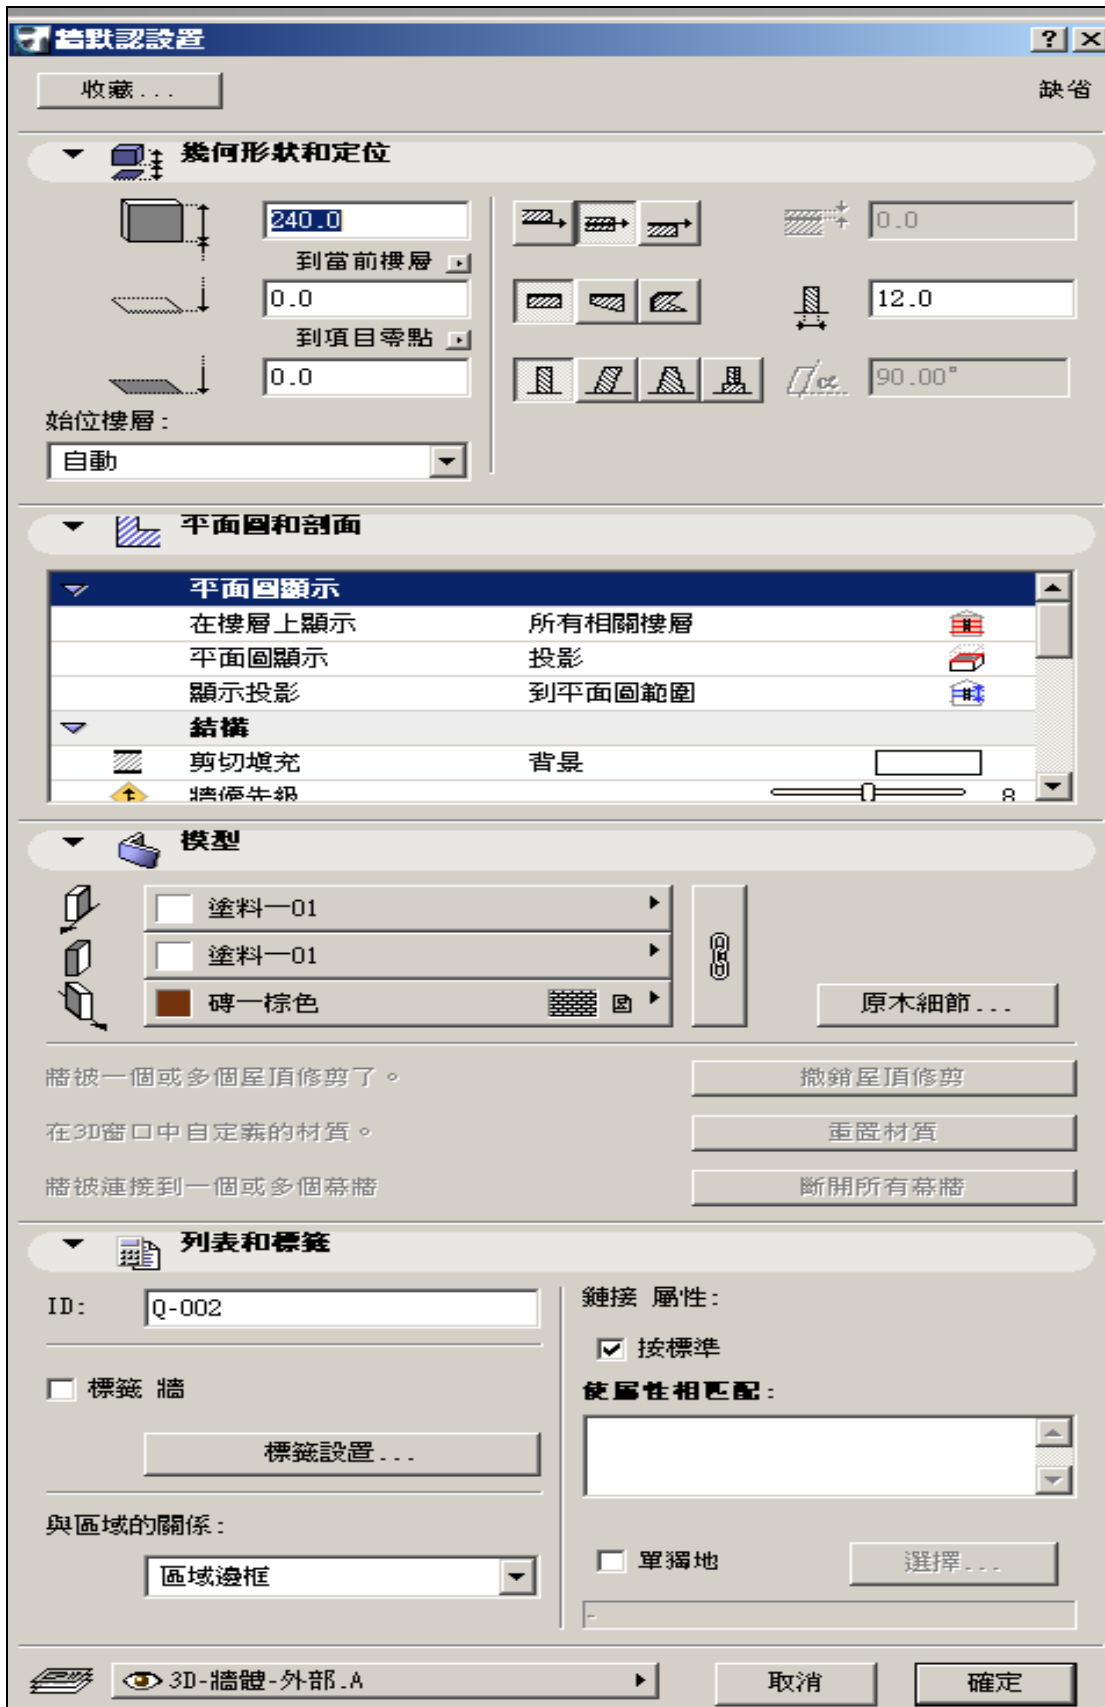 墻默認設置
收藏...
缺省
幾何形狀和定位
240.0
0.0
到當前樓層
0.0
12.0
到項目零點
0.0
90.00°
α
始位樓層:
自動
平面圖和剖面
平面圖顯示
在樓層上顯示 所有相關樓層
平面圖顯示 投影
顯示投影 到平面圖範圍
結構
剪切填充 背景
牆優先級 8
模型
塗料—01
塗料—01
磚—棕色
原木細節...
牆被一個或多個屋頂修剪了。 撤銷屋頂修剪
在3D窗口中自定義的材質。 重置材質
牆被連接到一個或多個幕牆 斷開所有幕牆
列表和標籤
ID: Q-002
標籤 牆
標籤設置...
與區域的關係:
區域邊框
鏈接 屬性:
按標準
使屬性相匹配:
單獨地 選擇...
-
3D-牆體-外部.A
取消 確定